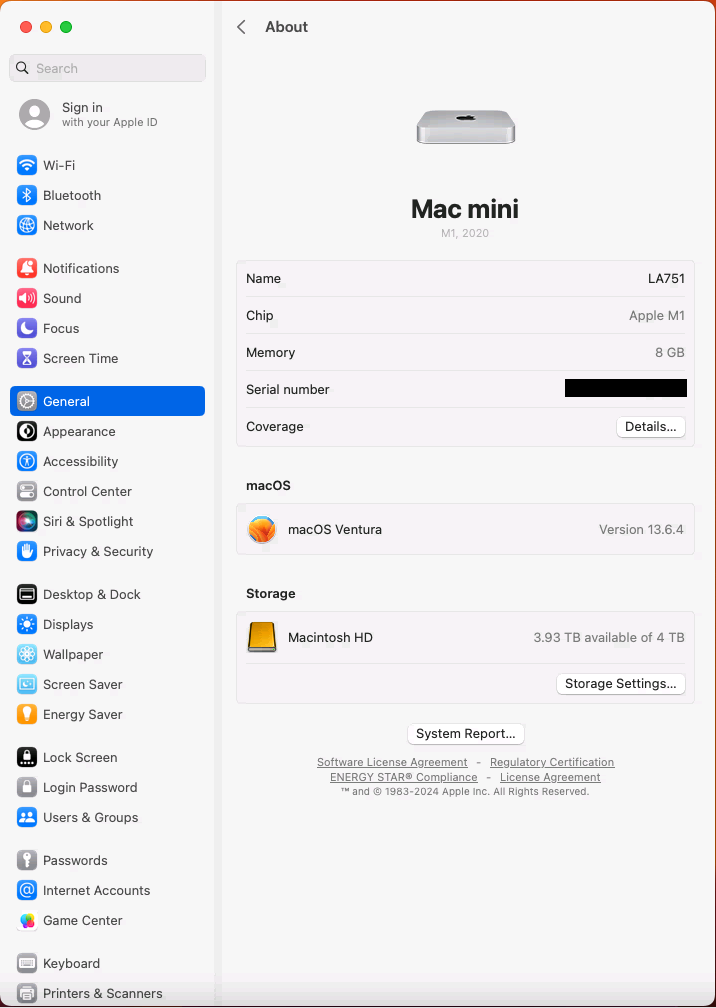 About
Search
Sign in
with your Apple ID
Wi-Fi
Bluetooth
Network
Notifications
Sound
Focus
Screen Time
General
Appearance
Accessibility
Control Center
Siri & Spotlight
Privacy & Security
Desktop & Dock
Displays
Wallpaper
Screen Saver
Energy Saver
Lock Screen
Login Password
Users & Groups
Passwords
Internet Accounts
Game Center
Keyboard
Printers & Scanners
Mac mini
M1, 2020
Name LA751
Chip Apple M1
Memory 8 GB
Serial number
Coverage Details...
macOS
macOS Ventura Version 13.6.4
Storage
Macintosh HD 3.93 TB available of 4 TB
Storage Settings...
System Report...
Software License Agreement - Regulatory Certification
ENERGY STAR® Compliance - License Agreement
™ and © 1983-2024 Apple Inc. All Rights Reserved.